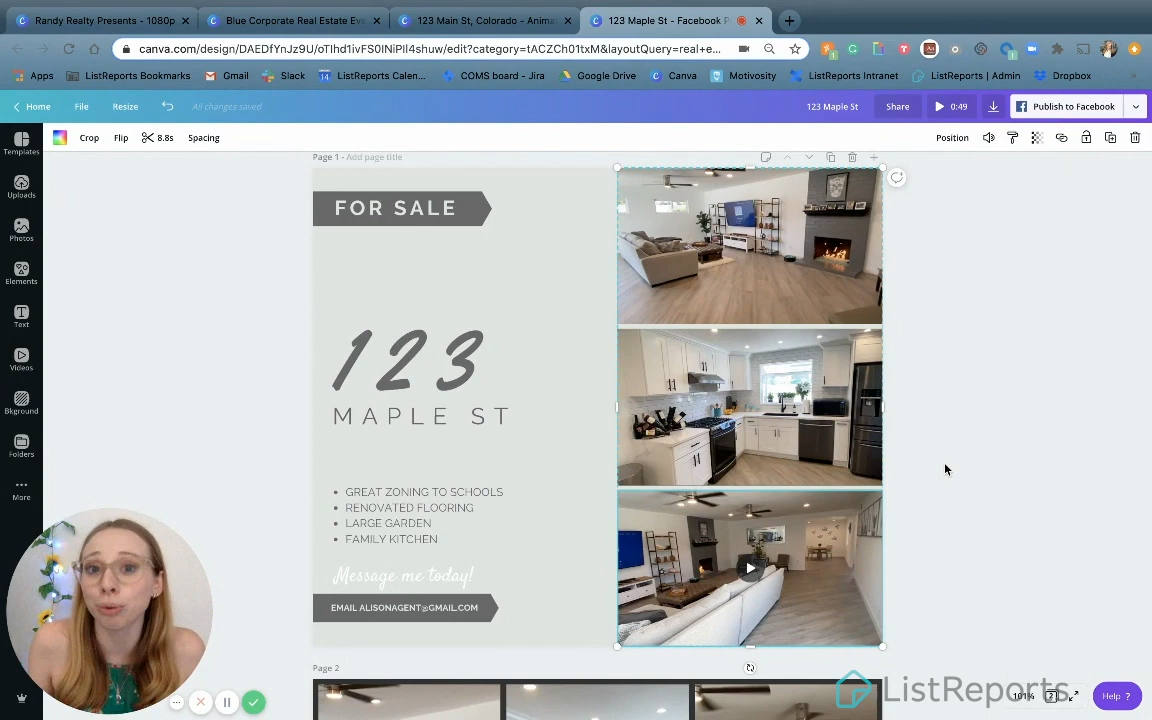 Randy Realty Presents - 1080p
Blue Corporate Real Estate Eve
123 Main St, Colorado - Anima
123 Maple St - Facebook P
canva.com/design/DAEDfYnJz9U/oTIhd1ivFS0INiPlI4shuw/edit?category=tACZCh01txM&layoutQuery=real+e...
Apps
ListReports Bookmarks
Gmail
Slack
ListReports Calen...
COMS board - Jira
Google Drive
Canva
Motivosity
ListReports Intranet
ListReports | Admin
Dropbox
Home
File
Resize
All changes saved
123 Maple St
Share
0:49
Publish to Facebook
Crop
Flip
8.8s
Spacing
Position
Templates
Uploads
Photos
Elements
Text
Videos
Bkground
Folders
More
Page 1 - Add page title
FOR SALE
123
MAPLE ST
• GREAT ZONING TO SCHOOLS
• RENOVATED FLOORING
• LARGE GARDEN
• FAMILY KITCHEN
Message me today!
EMAIL ALISONAGENT@GMAIL.COM
Page 2
ListReports
101%
2
Help ?